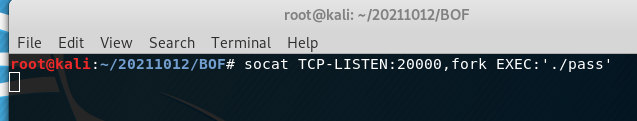 root@kali: ~/20211012/BOF
File Edit View Search Terminal Help
root@kali:~/20211012/BOF# socat TCP-LISTEN:20000,fork EXEC:'./pass'